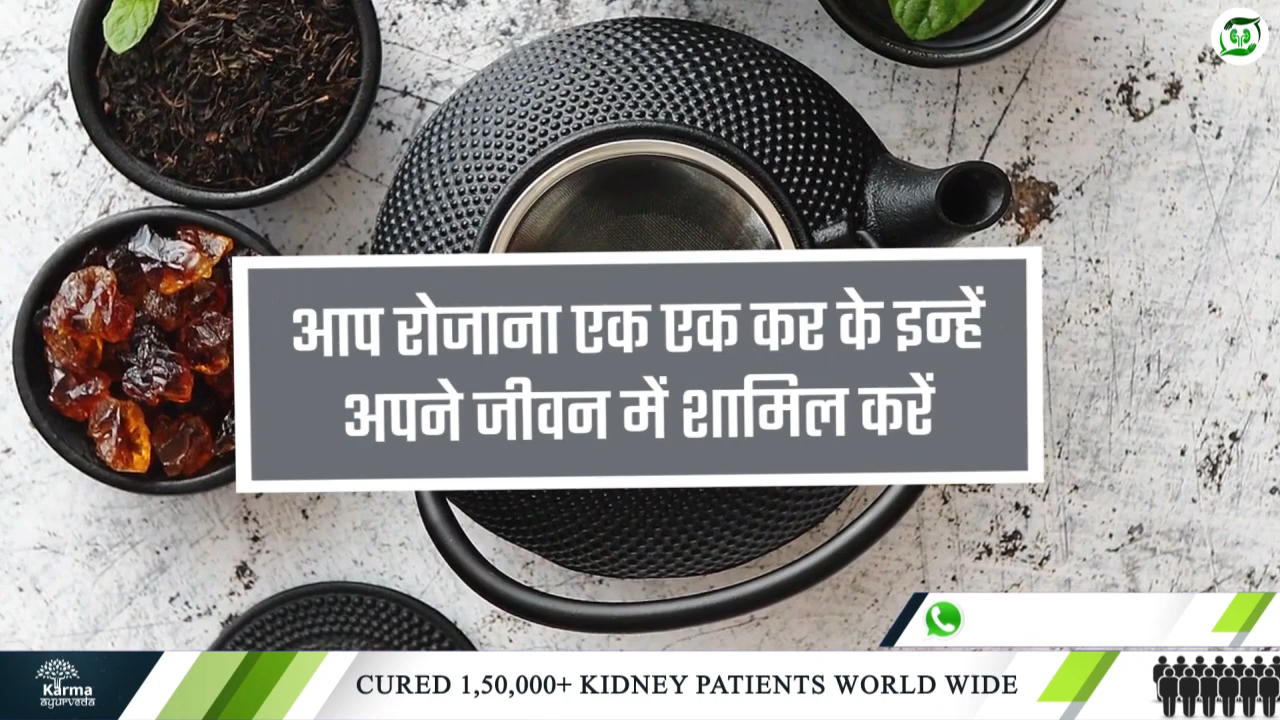 आप रोजाना एक एक कर के इन्हें
अपने जीवन में शामिल करें
Karma
ayurveda
CURED 1,50,000+ KIDNEY PATIENTS WORLD WIDE